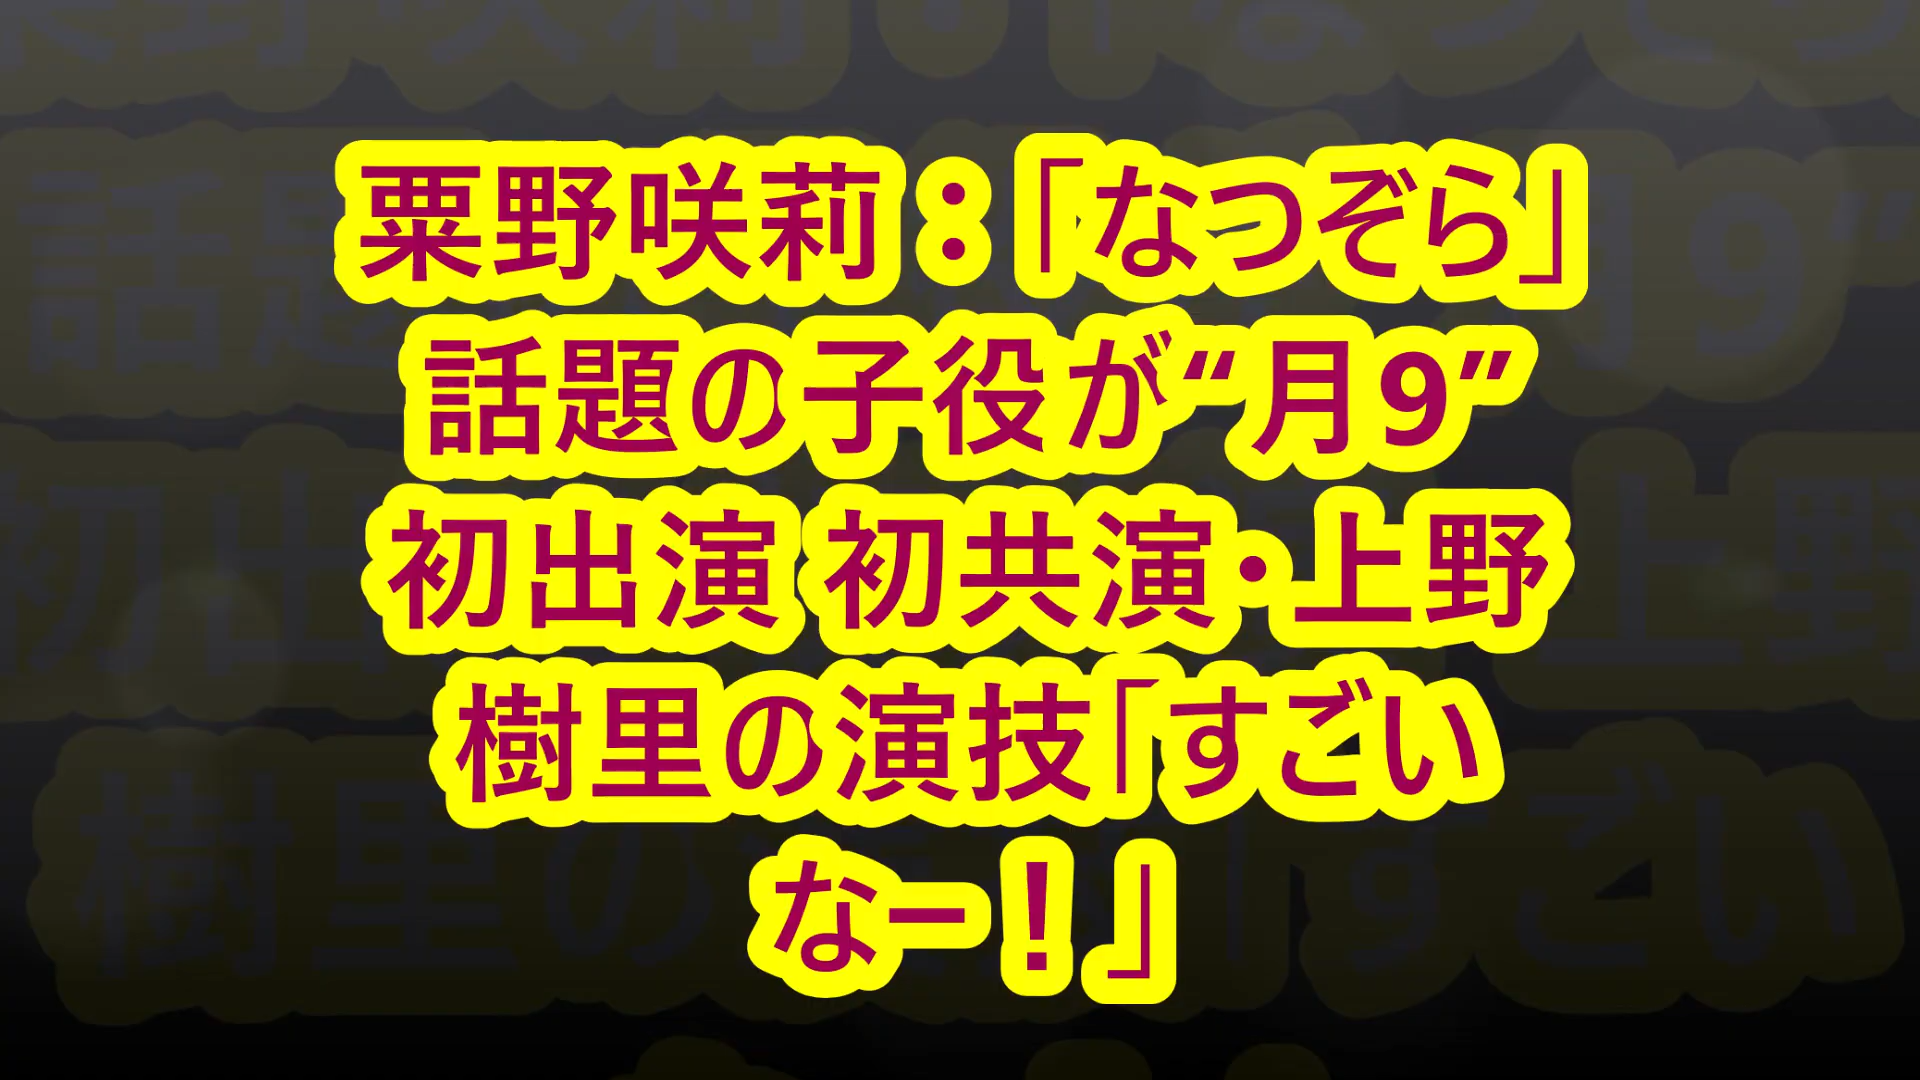 粟野咲莉：「なつぞら」
話題の子役が“月9”
初出演 初共演・上野
樹里の演技「すごい
なー！」